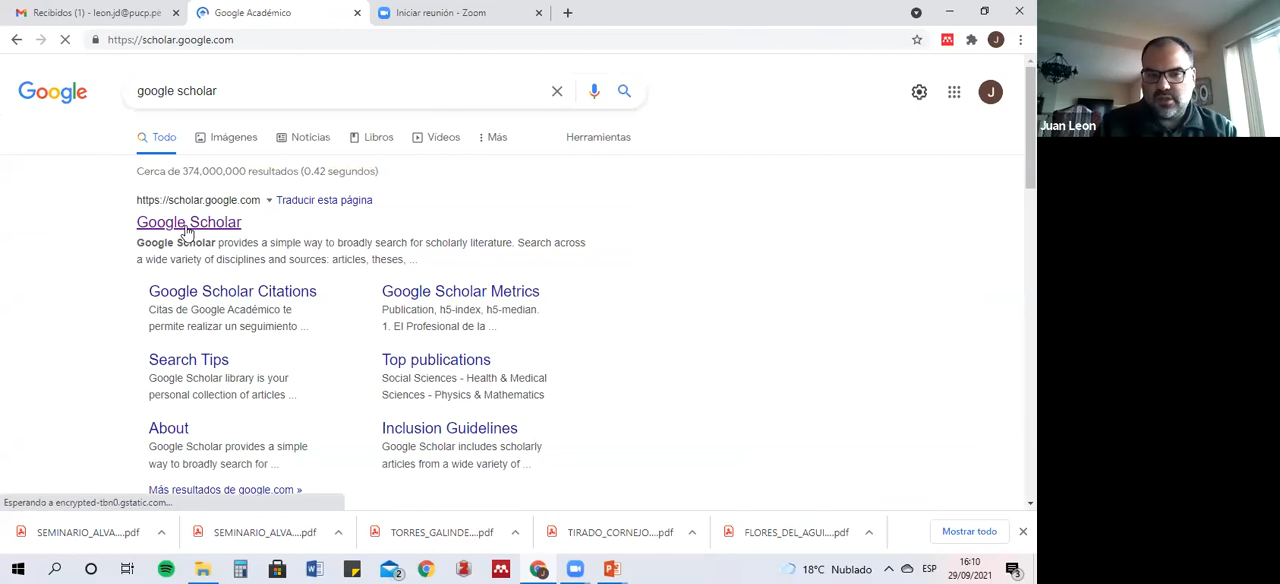 Recibidos (1) - leon.jd@pucp.pe
Google Académico
Iniciar reunión - Zoom
https://scholar.google.com
Google
google scholar
J
Todo
Imágenes
Noticias
Libros
Vídeos
Más
Herramientas
Cerca de 374,000,000 resultados (0.42 segundos)
https://scholar.google.com
Traducir esta página
Google Scholar
Google Scholar provides a simple way to broadly search for scholarly literature. Search across
a wide variety of disciplines and sources: articles, theses, ...
Google Scholar Citations
Citas de Google Académico te
permite realizar un seguimiento ...
Google Scholar Metrics
Publication, h5-index, h5-median.
1. El Profesional de la ...
Search Tips
Google Scholar library is your
personal collection of articles ...
Top publications
Social Sciences - Health & Medical
Sciences - Physics & Mathematics
About
Google Scholar provides a simple
way to broadly search for ...
Inclusion Guidelines
Google Scholar includes scholarly
articles from a wide variety of ...
Más resultados de google.com »
Esperando a encrypted-tbn0.gstatic.com...
SEMINARIO_ALVA....pdf
SEMINARIO_ALVA....pdf
TORRES_GALINDE....pdf
TIRADO_CORNEJO....pdf
FLORES_DEL_AGUI....pdf
Mostrar todo
18°C Nublado
ESP
16:10
29/09/2021
Juan Leon